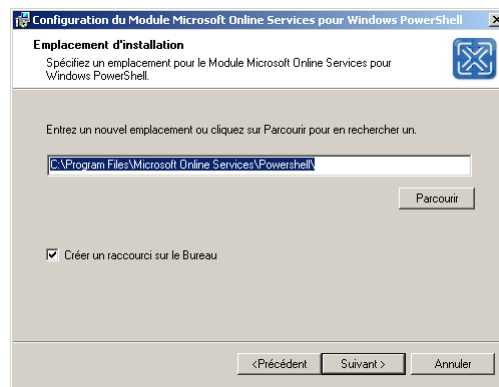 Configuration du Module Microsoft Online Services pour Windows PowerShell
Emplacement d'installation
Spécifiez un emplacement pour le Module Microsoft Online Services pour
Windows PowerShell.
Entrez un nouvel emplacement ou cliquez sur Parcourir pour en rechercher un.
C:\Program Files\Microsoft Online Services\Powershell\
Parcourir
Créer un raccourci sur le Bureau
<Précédent
Suivant >
Annuler